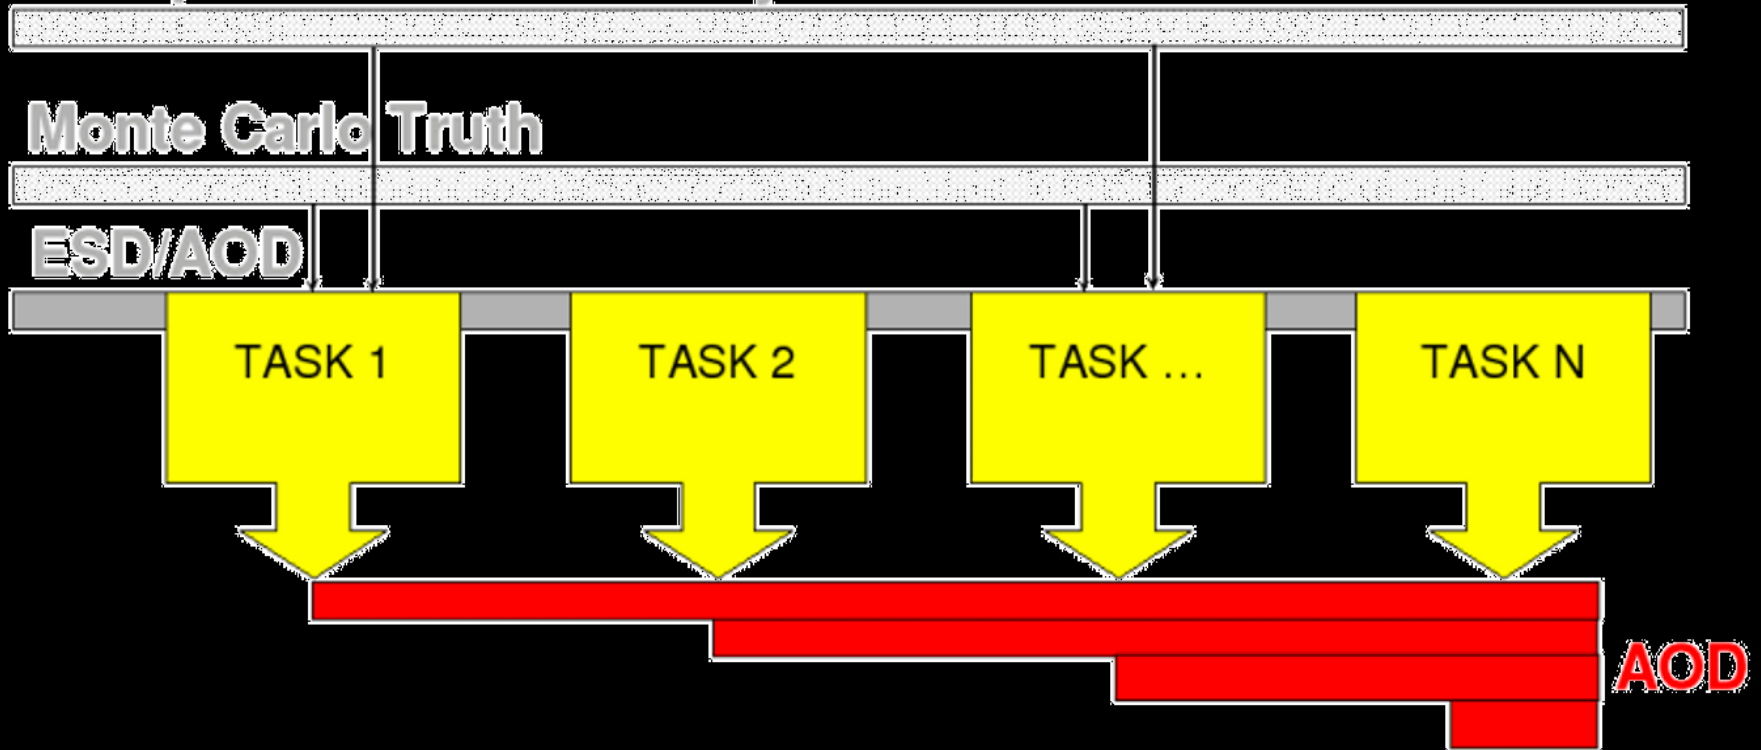 Monte Carlo Truth
ESD/AOD
TASK 1
TASK 2
TASK …
TASK N
AOD